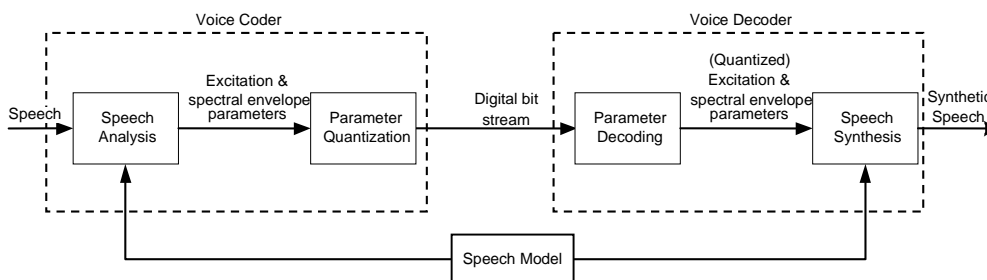 Voice Coder
Voice Decoder
Speech
Speech
Analysis
Excitation &
spectral envelope
parameters
Parameter
Quantization
Digital bit
stream
Parameter
Decoding
(Quantized)
Excitation &
spectral envelope
parameters
Speech
Synthesis
Synthetic
Speech
Speech Model